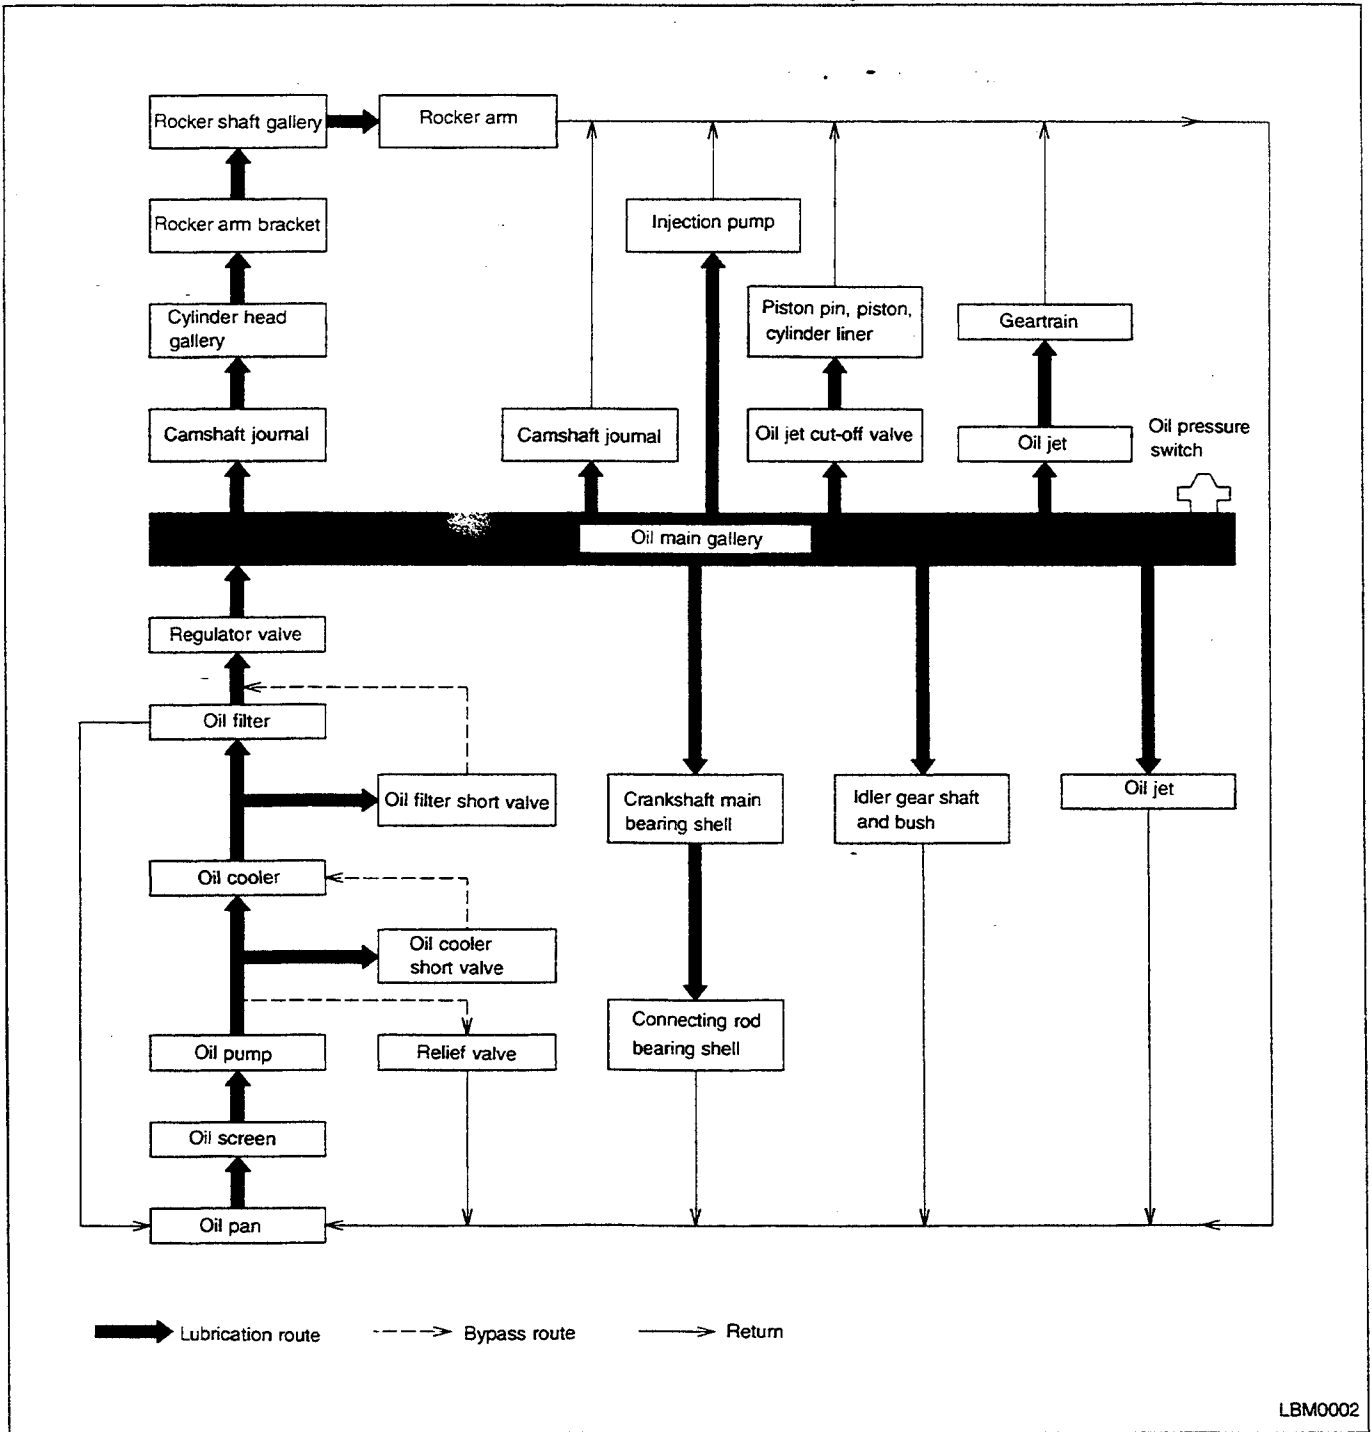 Rocker shaft gallery
Rocker arm
Rocker arm bracket
Injection pump
Cylinder head
gallery
Piston pin, piston,
cylinder liner
Geartrain
Camshaft journal
Camshaft journal
Oil jet cut-off valve
Oil jet
Oil pressure
switch
Oil main gallery
Regulator valve
Oil filter
Oil filter short valve
Crankshaft main
bearing shell
Idler gear shaft
and bush
Oil jet
Oil cooler
Oil cooler
short valve
Oil pump
Relief valve
Connecting rod
bearing shell
Oil screen
Oil pan
Lubrication route
Bypass route
Return
LBM0002